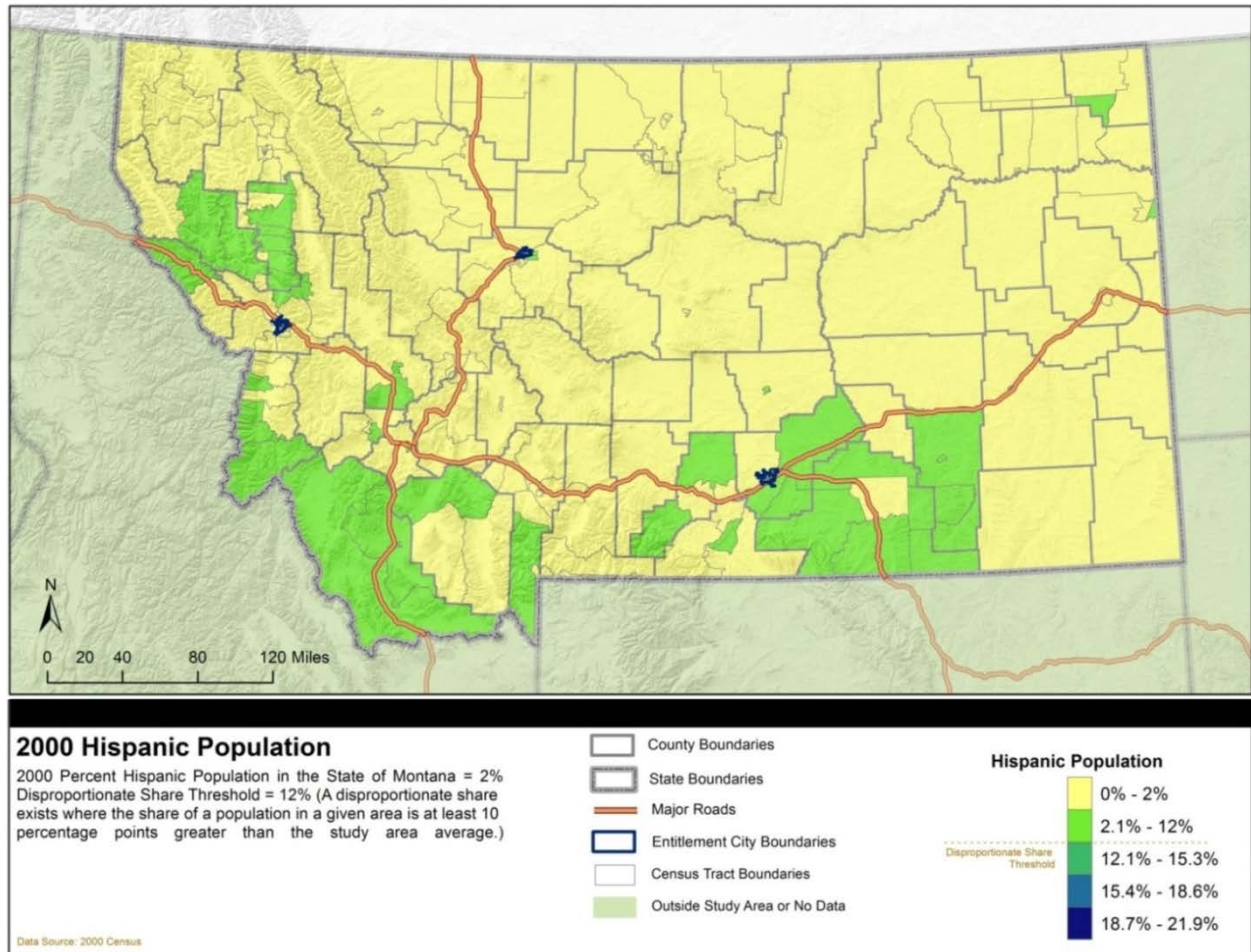 N
0 20 40 80 120 Miles
2000 Hispanic Population
2000 Percent Hispanic Population in the State of Montana = 2%
Disproportionate Share Threshold = 12% (A disproportionate share
exists where the share of a population in a given area is at least 10
percentage points greater than the study area average.)
Data Source: 2000 Census
County Boundaries
State Boundaries
Major Roads
Entitlement City Boundaries
Census Tract Boundaries
Outside Study Area or No Data
Hispanic Population
0% - 2%
2.1% - 12%
Disproportionate Share
Threshold
12.1% - 15.3%
15.4% - 18.6%
18.7% - 21.9%